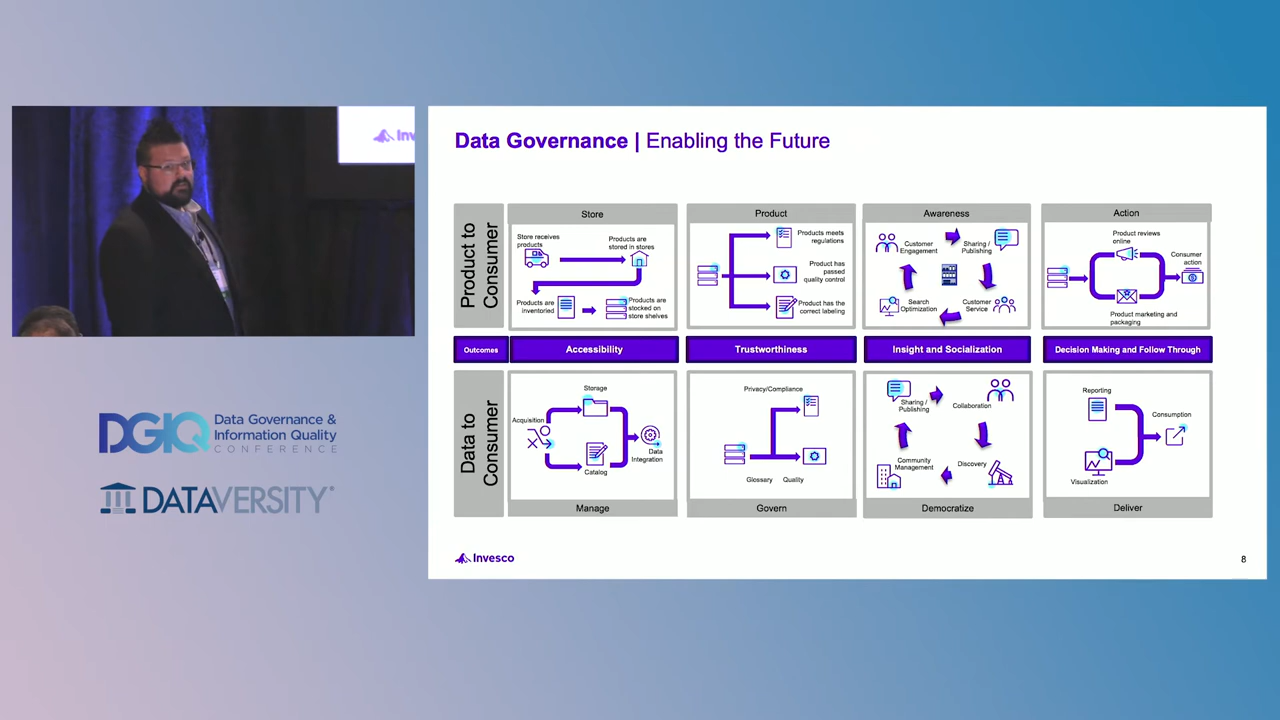 Inv
DGIQ
Data Governance &
Information Quality
CONFERENCE
DATAVERSITY
Data Governance | Enabling the Future
Product to
Consumer
Store
Store receives
products
Products are
stored in stores
Products are
inventoried
Products are
stocked on
store shelves
Product
Products meets
regulations
Product has
passed
quality control
Product has the
correct labeling
Awareness
Customer
Engagement
Sharing /
Publishing
Search
Optimization
Customer
Service
Action
Product reviews
online
Consumer
action
Product marketing and
packaging
Outcomes
Accessibility
Trustworthiness
Insight and Socialization
Decision Making and Follow Through
Data to
Consumer
Storage
Acquisition
Data
Integration
Catalog
Manage
Privacy/Compliance
Glossary
Quality
Govern
Sharing /
Publishing
Collaboration
Community
Management
Discovery
Democratize
Reporting
Consumption
Visualization
Deliver
Invesco
8